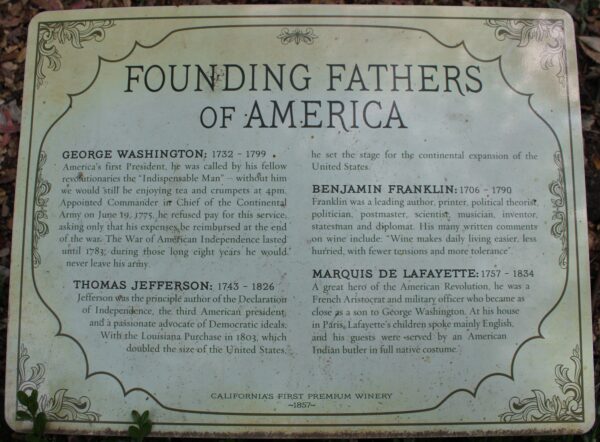 FOUNDING FATHERS
OF AMERICA
GEORGE WASHINGTON: 1732 - 1799
America's first President, he was called by his fellow
revolutionaries the "Indispensable Man" – without him
we would still be enjoying tea and crumpets at 4pm.
Appointed Commander in Chief of the Continental
Army on June 19, 1775, he refused pay for this service,
asking only that his expenses be reimbursed at the end
of the war. The War of American Independence lasted
until 1783; during those long eight years he would
never leave his army.
THOMAS JEFFERSON: 1743 - 1826
Jefferson was the principle author of the Declaration
of Independence, the third American president,
and a passionate advocate of Democratic ideals.
With the Louisiana Purchase in 1803, which
doubled the size of the United States,
he set the stage for the continental expansion of the
United States.
BENJAMIN FRANKLIN: 1706 - 1790
Franklin was a leading author, printer, political theorist,
politician, postmaster, scientist, musician, inventor,
statesman and diplomat. His many written comments
on wine include: "Wine makes daily living easier, less
hurried, with fewer tensions and more tolerance".
MARQUIS DE LAFAYETTE: 1757 - 1834
A great hero of the American Revolution, he was a
French Aristocrat and military officer who became as
close as a son to George Washington. At his house
in Paris, Lafayette's children spoke mainly English,
and his guests were served by an American
Indian butler in full native costume.
CALIFORNIA'S FIRST PREMIUM WINERY
~1857~